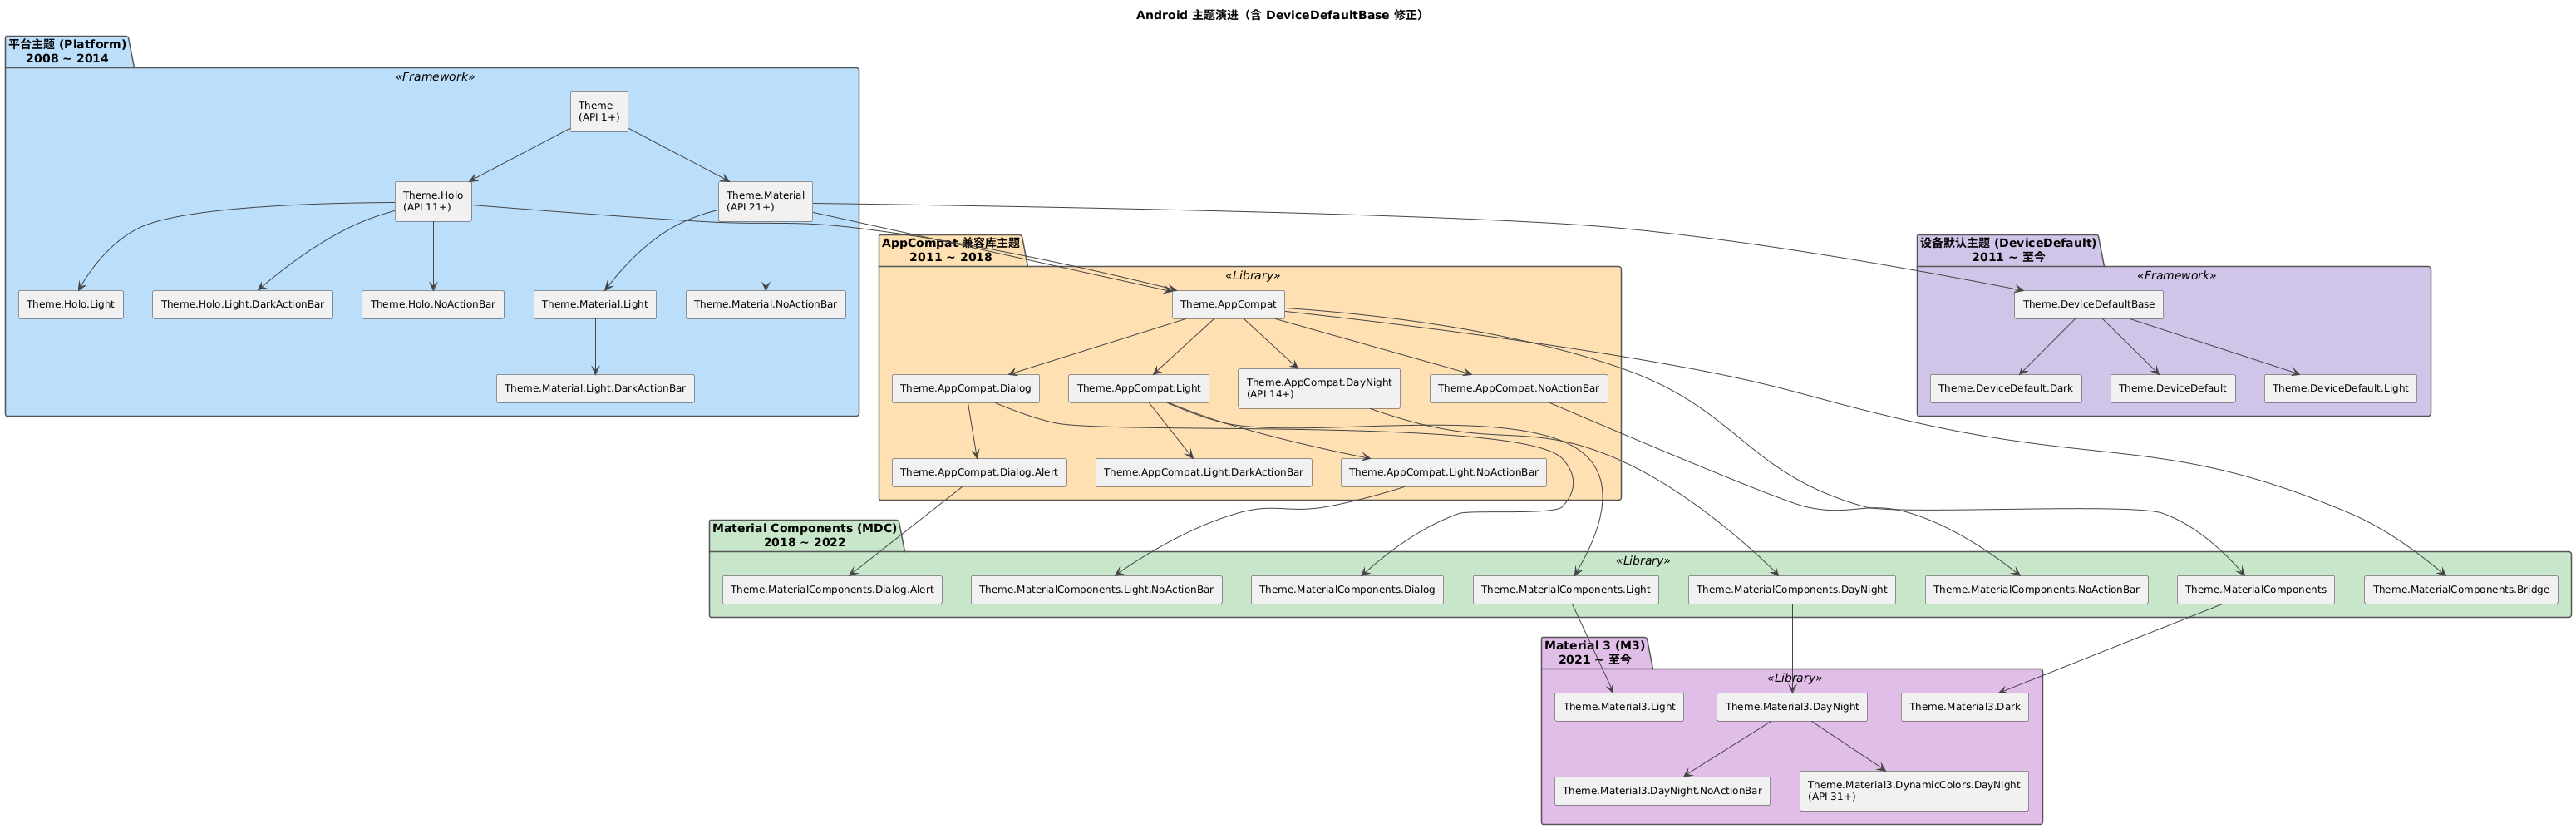 Android 主题演进（含 DeviceDefaultBase 修正）
平台主题 (Platform)
2008 ~ 2014
«Framework»
Theme
(API 1+)
Theme.Holo
(API 11+)
Theme.Material
(API 21+)
Theme.Holo.Light
Theme.Holo.Light.DarkActionBar
Theme.Holo.NoActionBar
Theme.Material.Light
Theme.Material.NoActionBar
Theme.Material.Light.DarkActionBar
AppCompat 兼容库主题
2011 ~ 2018
«Library»
Theme.AppCompat
Theme.AppCompat.Dialog
Theme.AppCompat.Light
Theme.AppCompat.DayNight
(API 14+)
Theme.AppCompat.NoActionBar
Theme.AppCompat.Dialog.Alert
Theme.AppCompat.Light.DarkActionBar
Theme.AppCompat.Light.NoActionBar
设备默认主题 (DeviceDefault)
2011 ~ 至今
«Framework»
Theme.DeviceDefaultBase
Theme.DeviceDefault.Dark
Theme.DeviceDefault
Theme.DeviceDefault.Light
Material Components (MDC)
2018 ~ 2022
«Library»
Theme.MaterialComponents.Dialog.Alert
Theme.MaterialComponents.Light.NoActionBar
Theme.MaterialComponents.Dialog
Theme.MaterialComponents.Light
Theme.MaterialComponents.DayNight
Theme.MaterialComponents.NoActionBar
Theme.MaterialComponents
Theme.MaterialComponents.Bridge
Material 3 (M3)
2021 ~ 至今
«Library»
Theme.Material3.Light
Theme.Material3.DayNight
Theme.Material3.Dark
Theme.Material3.DayNight.NoActionBar
Theme.Material3.DynamicColors.DayNight
(API 31+)